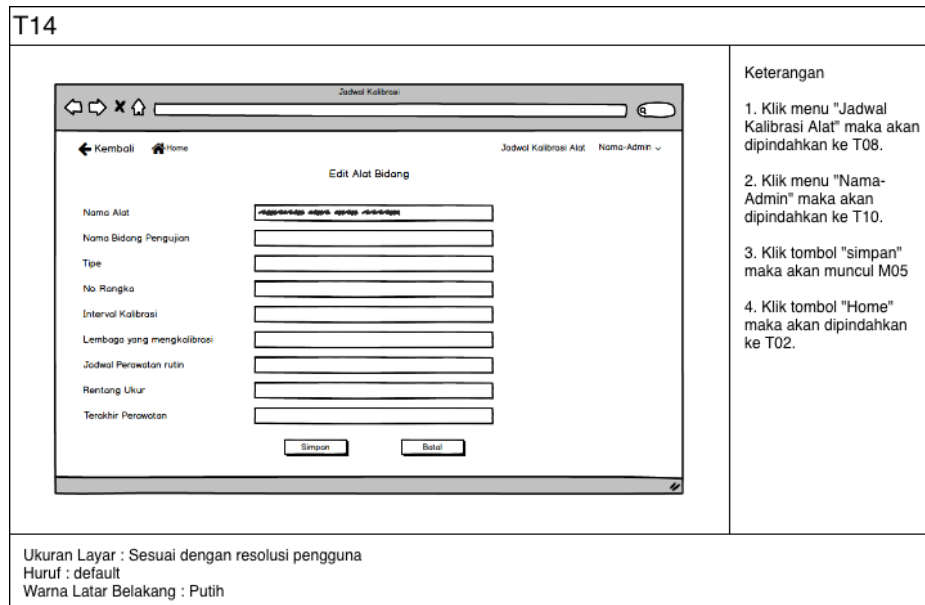 T14
Jadwal Kalibrasi
Kembali
Home
Jadwal Kalibrasi Alat
Nama-Admin
Edit Alat Bidang
Nama Alat
Nama Bidang Pengujian
Tipe
No. Rangka
Interval Kalibrasi
Lembaga yang mengkalibrasi
Jadwal Perawatan rutin
Rentang Ukur
Terakhir Perawatan
Simpan
Batal
Keterangan
1. Klik menu "Jadwal
Kalibrasi Alat" maka akan
dipindahkan ke T08.
2. Klik menu "Nama-
Admin" maka akan
dipindahkan ke T10.
3. Klik tombol "simpan"
maka akan muncul M05
4. Klik tombol "Home"
maka akan dipindahkan
ke T02.
Ukuran Layar : Sesuai dengan resolusi pengguna
Huruf : default
Warna Latar Belakang : Putih